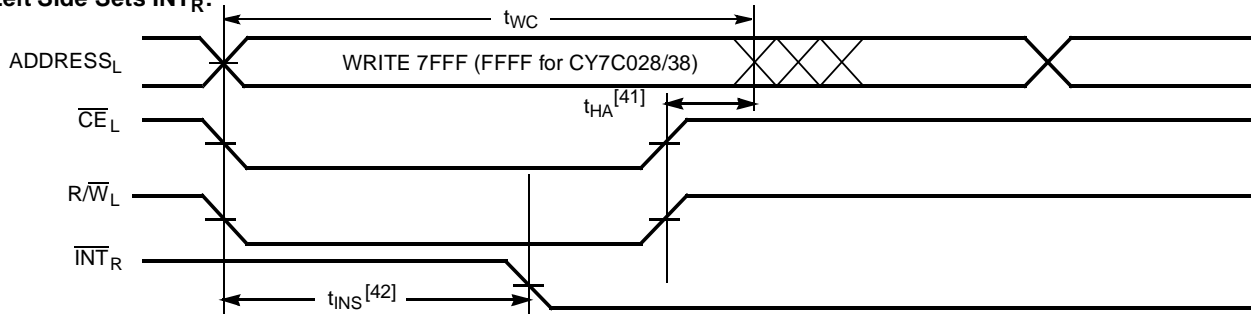 Left Side Sets INTR:
tWC
ADDRESSL
WRITE 7FFF (FFFF for CY7C028/38)
tHA[41]
CEL
R/WL
INTR
tINS[42]